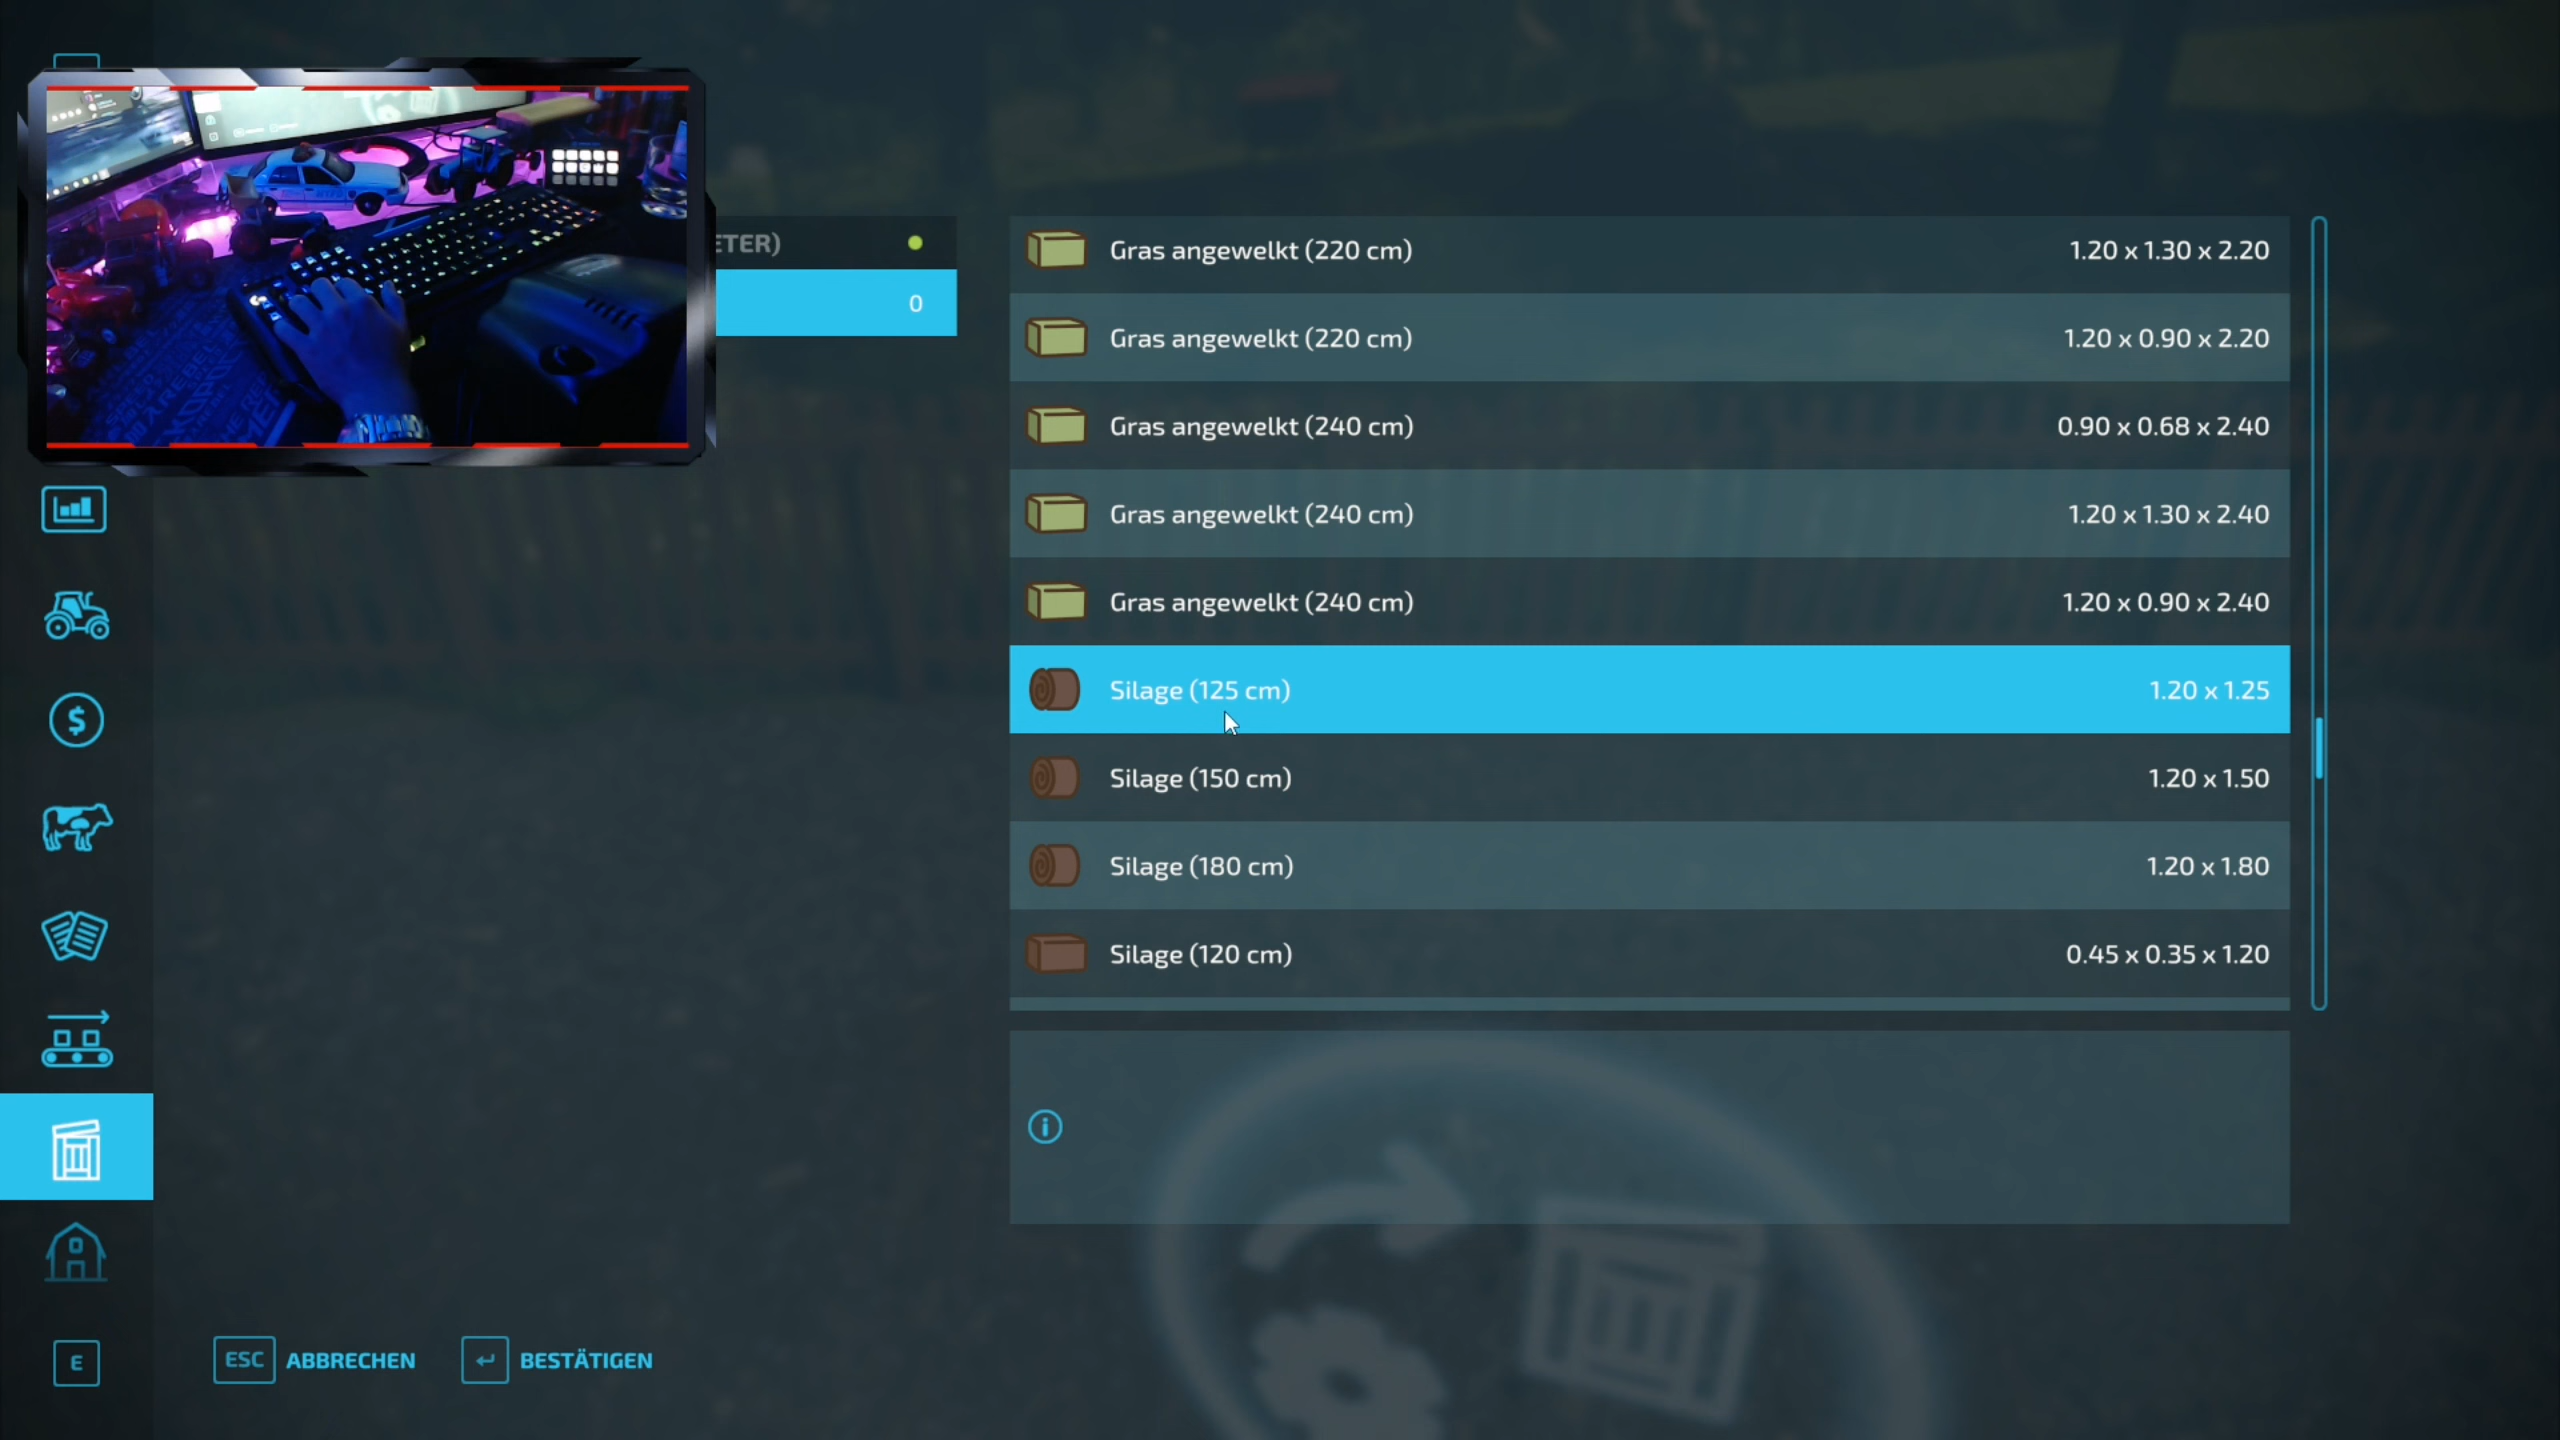 ETER)
0
Gras angewelkt (220 cm) 1.20 x 1.30 x 2.20
Gras angewelkt (220 cm) 1.20 x 0.90 x 2.20
Gras angewelkt (240 cm) 0.90 x 0.68 x 2.40
Gras angewelkt (240 cm) 1.20 x 1.30 x 2.40
Gras angewelkt (240 cm) 1.20 x 0.90 x 2.40
Silage (125 cm) 1.20 x 1.25
Silage (150 cm) 1.20 x 1.50
Silage (180 cm) 1.20 x 1.80
Silage (120 cm) 0.45 x 0.35 x 1.20
E
ESC ABBRECHEN BESTÄTIGEN